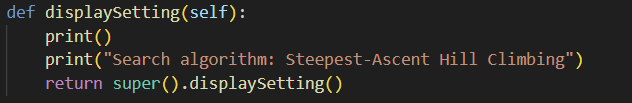 def displaySetting(self):
    print()
    print("Search algorithm: Steepest-Ascent Hill Climbing")
    return super().displaySetting()